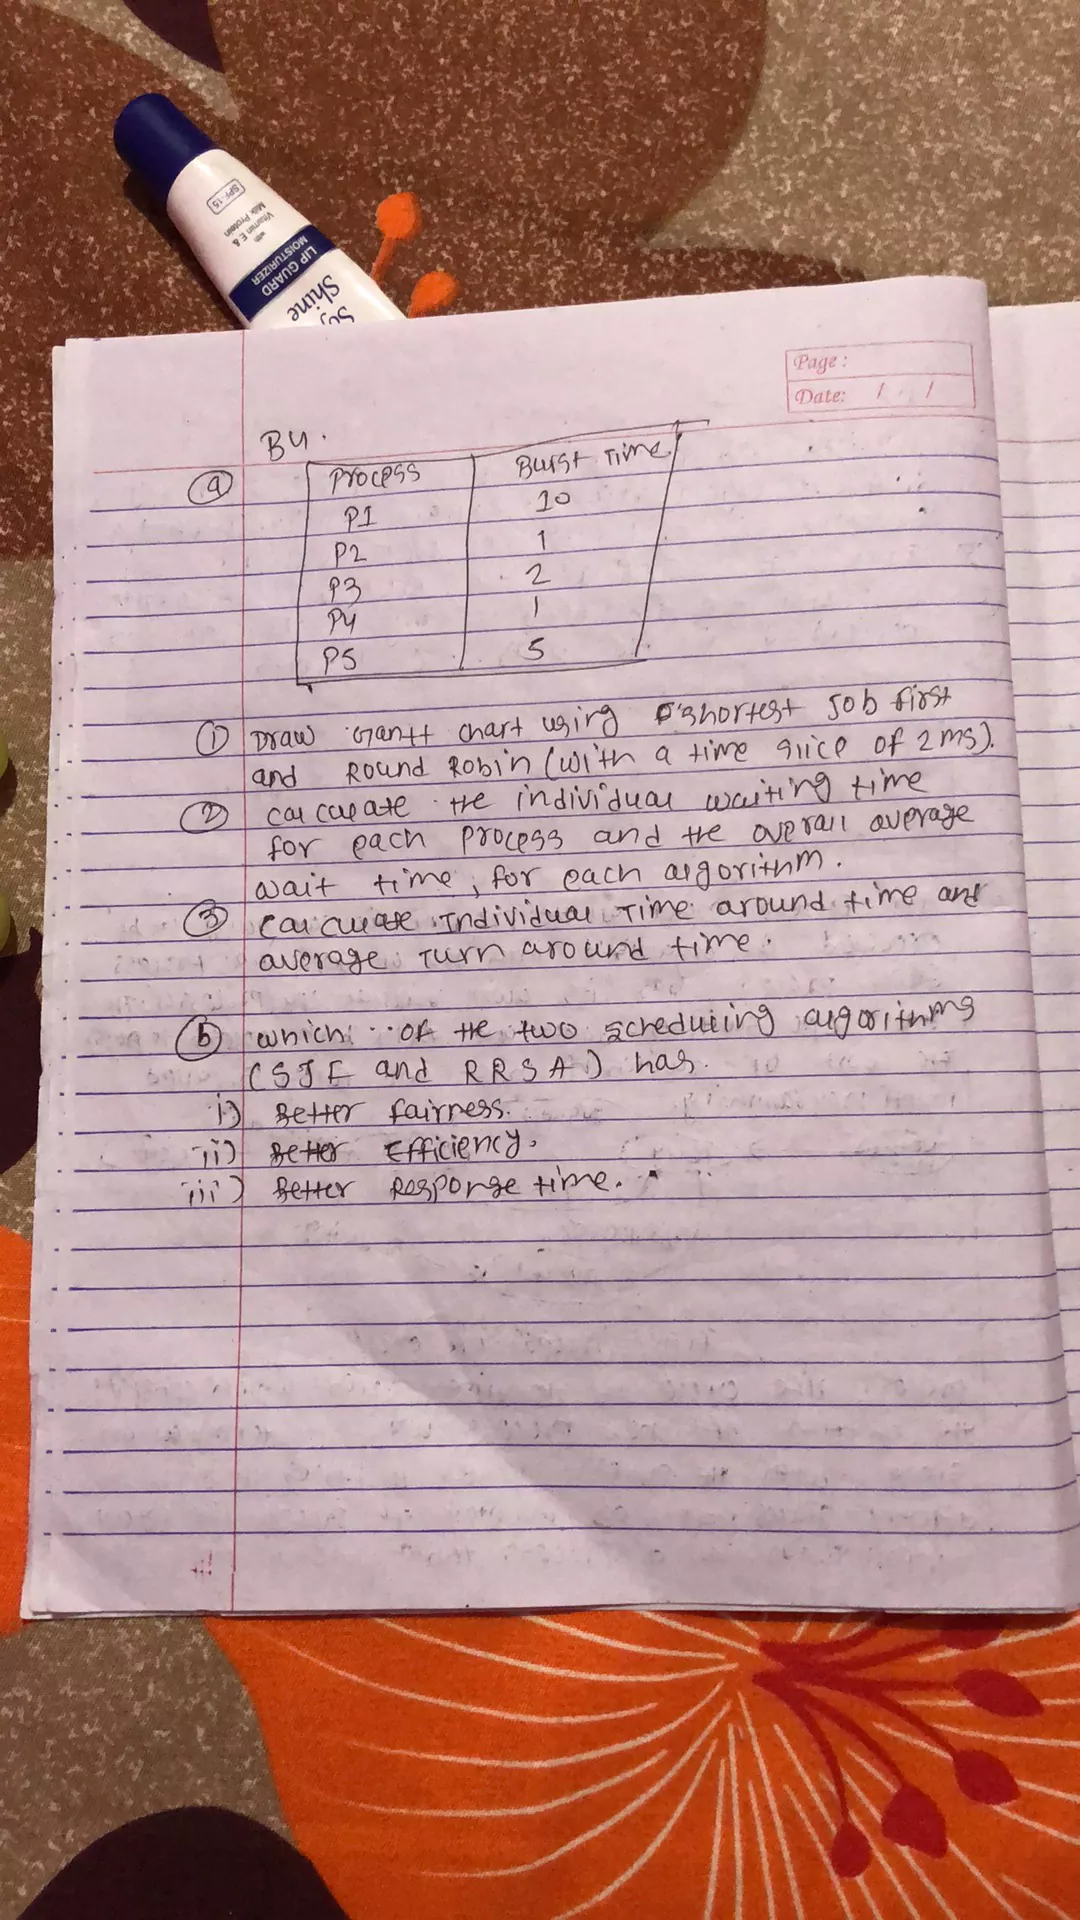 SPF-15
with
Vitamin E &
Milk Protein
LIP GUARD
MOISTURIZER
Shine
Page:
Date: / /
B4.
(a) Process Burst Time
P1 10
P2 1
P3 2
P4 1
P5 5
(1) Draw Gantt chart using shortest Job first
and Round Robin (with a time slice of 2 ms).
(2) calculate the individual waiting time
for each process and the overall average
wait time, for each algorithm.
(3) calculate Individual Time around time and
average Turn around time.
(b) which of the two scheduling algorithms
(SJF and RRSA) has.
i) Better fairness.
ii) Better Efficiency.
iii) Better Response time.